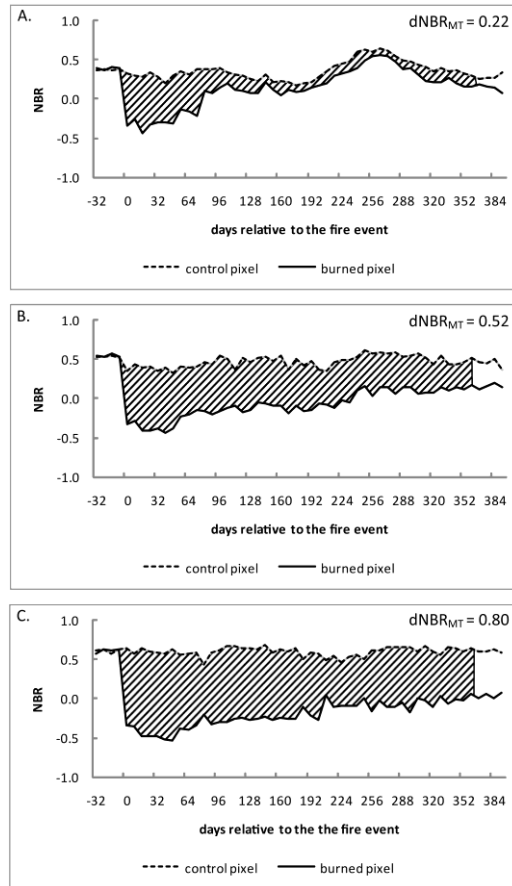 A.
dNBRMT = 0.22
1.0
0.5
0.0
-0.5
-1.0
NBR
-32 0 32 64 96 128 160 192 224 256 288 320 352 384
days relative to the fire event
control pixel burned pixel
B.
dNBRMT = 0.52
1.0
0.5
0.0
-0.5
-1.0
NBR
-32 0 32 64 96 128 160 192 224 256 288 320 352 384
days relative to the fire event
control pixel burned pixel
C.
dNBRMT = 0.80
1.0
0.5
0.0
-0.5
-1.0
NBR
-32 0 32 64 96 128 160 192 224 256 288 320 352 384
days relative to the the fire event
control pixel burned pixel